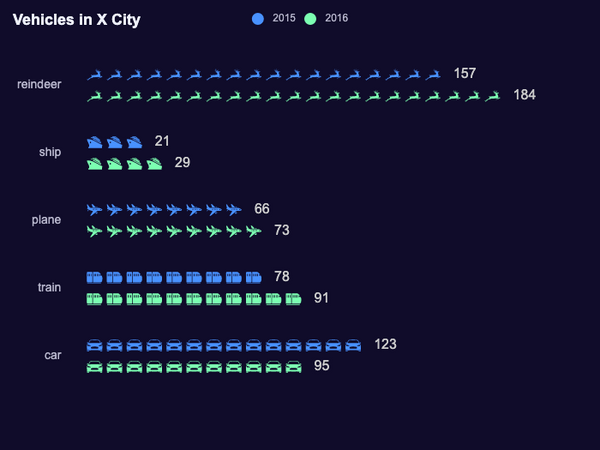 Vehicles in X City
2015 2016
reindeer
157
184
ship
21
29
plane
66
73
train
78
91
car
123
95